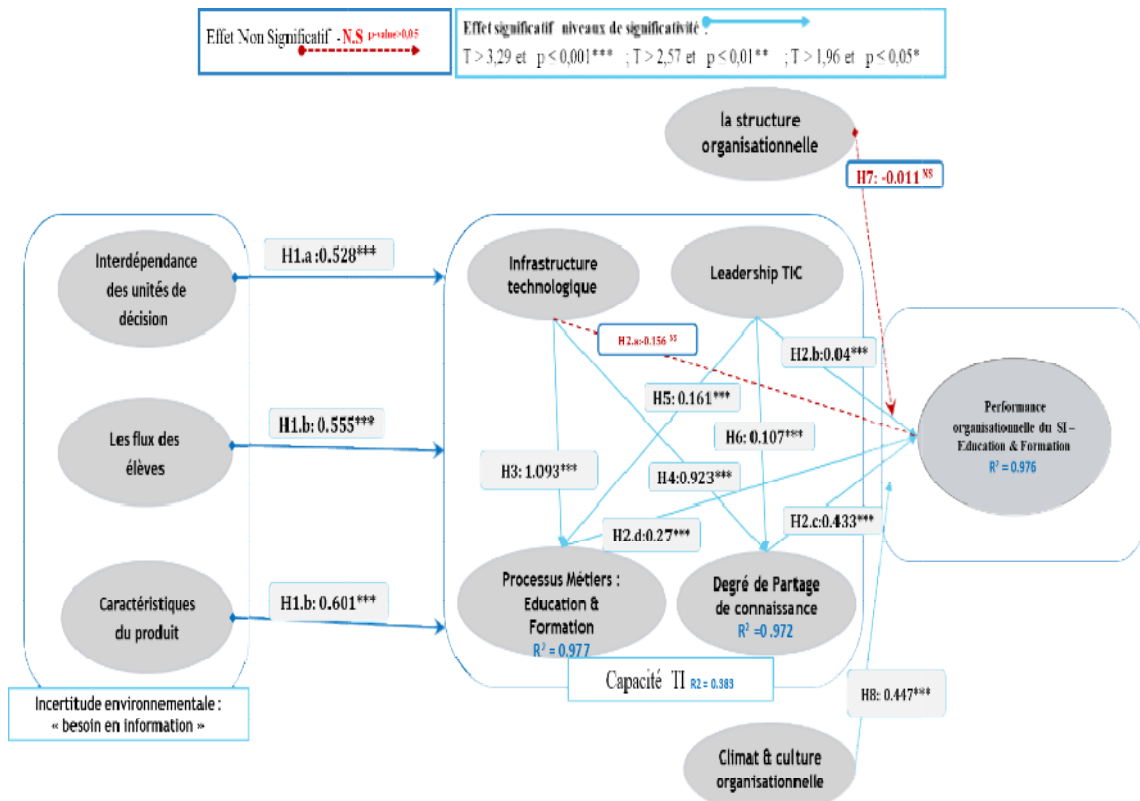 Effet Non Significatif -N.S p-value>0,05
Effet significatif niveaux de significativité :
T > 3,29 et p ≤ 0,001*** ; T > 2,57 et p ≤ 0,01** ; T > 1,96 et p ≤ 0,05*
la structure
organisationnelle
H7: -0.011 NS
Interdépendance
des unités de
décision
H1.a :0.528***
Infrastructure
technologique
Leadership TIC
H2.a:-0.156 NS
H2.b:0.04***
Les flux des
élèves
H1.b: 0.555***
H5: 0.161***
H6: 0.107***
H3: 1.093***
H4:0.923***
H2.d:0.27***
H2.c:0.433***
Performance
organisationnelle du SI –
Education & Formation
R² = 0.976
Caractéristiques
du produit
H1.b: 0.601***
Processus Métiers :
Education &
Formation
R² = 0.977
Degré de Partage
de connaissance
R² =0.972
Capacité TI R2 = 0.383
Incertitude environnementale :
« besoin en information »
H8: 0.447***
Climat & culture
organisationnelle